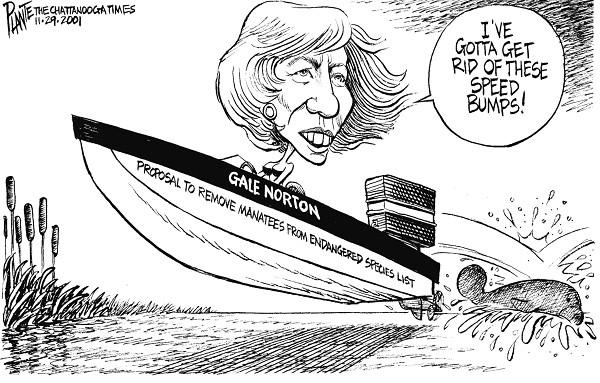 PLANTE THE CHATTANOOGA TIMES
11·29·2001
I'VE
GOTTA GET
RID OF THESE
SPEED
BUMPS!
GALE NORTON
PROPOSAL TO REMOVE MANATEES FROM ENDANGERED SPECIES LIST